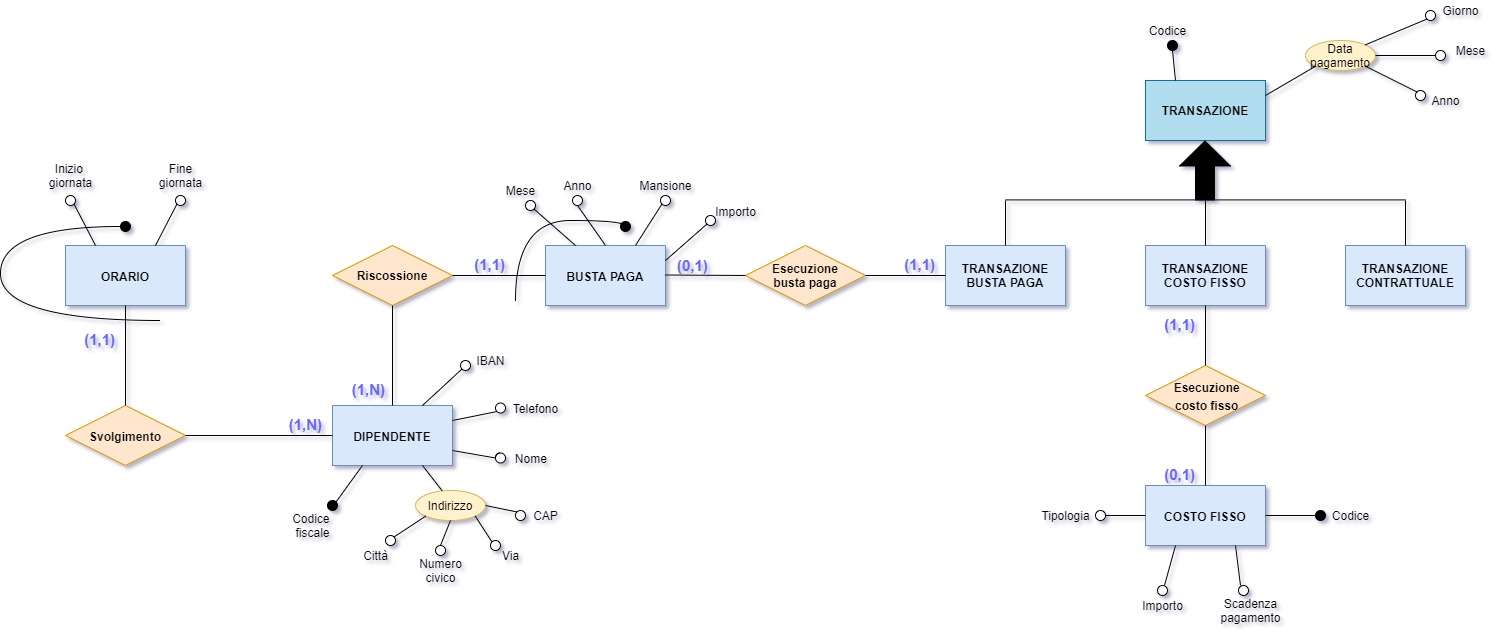 Giorno
Codice
Data
pagamento
Mese
Anno
TRANSAZIONE
Inizio
giornata
Fine
giornata
Mese
Anno
Mansione
Importo
ORARIO
Riscossione
(1,1)
BUSTA PAGA
(0,1)
Esecuzione
busta paga
(1,1)
TRANSAZIONE
BUSTA PAGA
TRANSAZIONE
COSTO FISSO
TRANSAZIONE
CONTRATTUALE
(1,1)
(1,1)
IBAN
(1,N)
Telefono
Esecuzione
costo fisso
Svolgimento
(1,N)
DIPENDENTE
Nome
(0,1)
Codice
fiscale
Indirizzo
CAP
Città
Numero
civico
Via
Tipologia
COSTO FISSO
Codice
Importo
Scadenza
pagamento